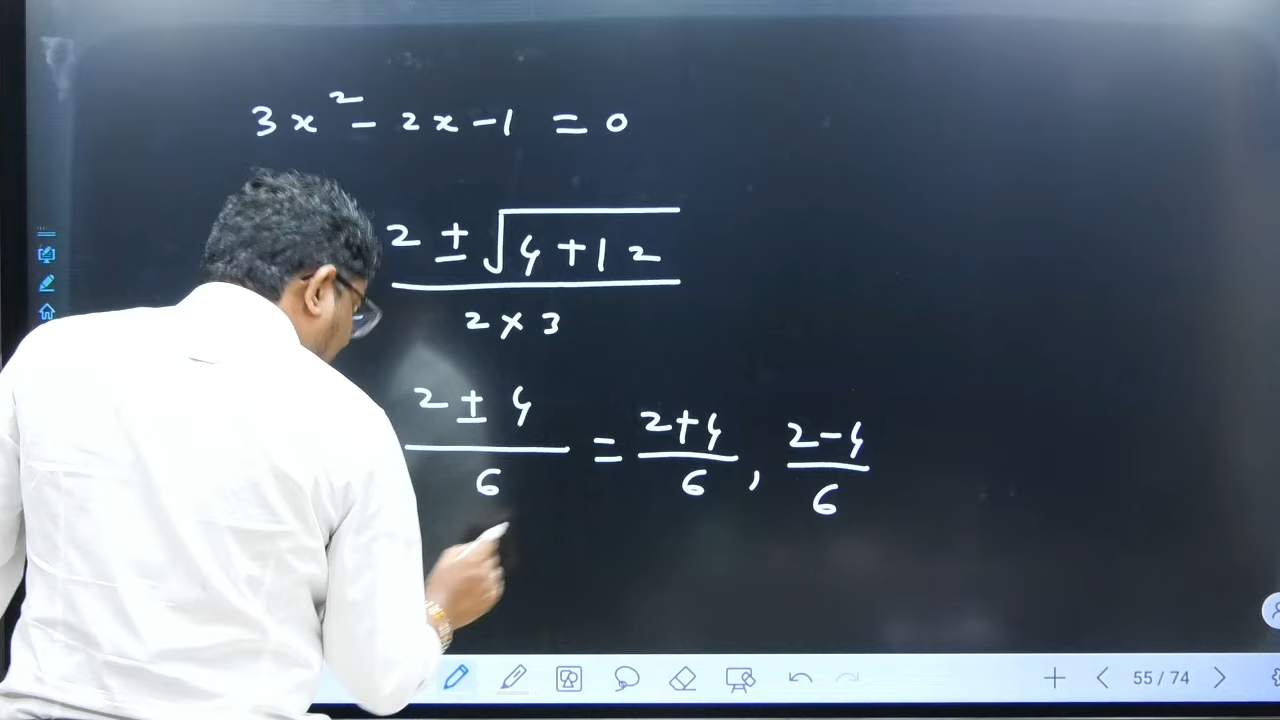 3x² - 2x - 1 = 0
2 ± √4 + 12
2 × 3
2 ± 4 / 6 = 2+4 / 6 , 2-4 / 6
55 / 74